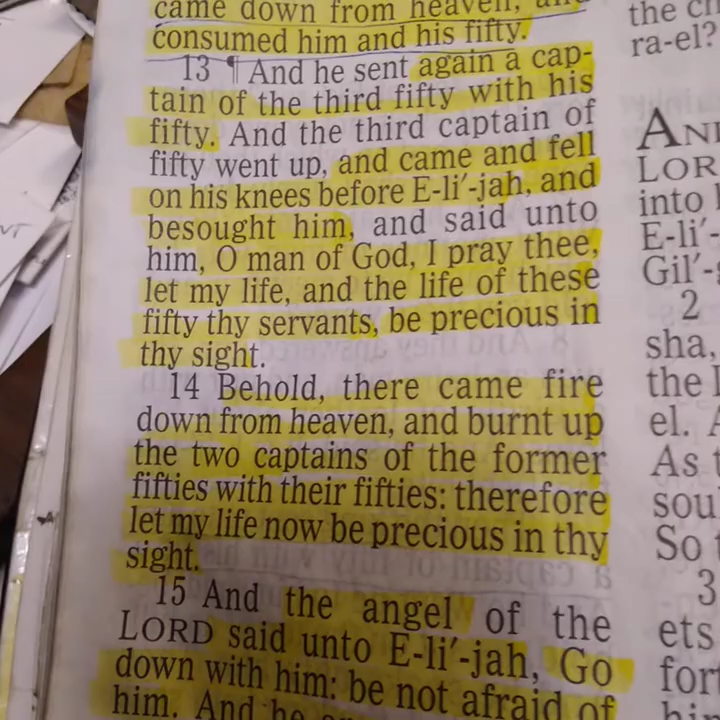 came down from heaven, and
consumed him and his fifty.
13 ¶ And he sent again a cap-
tain of the third fifty with his
fifty. And the third captain of
fifty went up, and came and fell
on his knees before E-li′-jah, and
besought him, and said unto
him, O man of God, I pray thee,
let my life, and the life of these
fifty thy servants, be precious in
thy sight.
14 Behold, there came fire
down from heaven, and burnt up
the two captains of the former
fifties with their fifties: therefore
let my life now be precious in thy
sight.
15 And the angel of the
LORD said unto E-li′-jah, Go
down with him: be not afraid of
him. And he
the
ra-el?
AND
LOR
into
E-li′-
Gil′-
2
sha,
the
el.
As
sou
So
3
ets
for